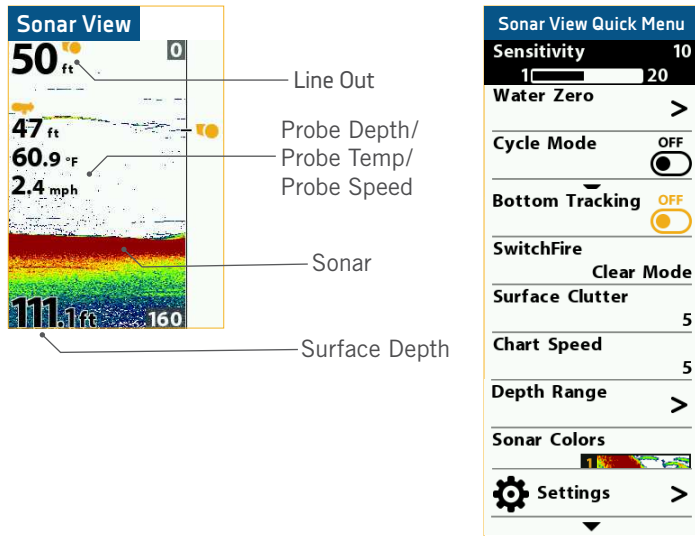 Sonar View
50 ft
0
Line Out
47 ft
60.9 °F
2.4 mph
Probe Depth/
Probe Temp/
Probe Speed
Sonar
111.1ft
160
Surface Depth
Sonar View Quick Menu
Sensitivity 10
1 20
Water Zero >
Cycle Mode OFF
Bottom Tracking OFF
SwitchFire
Clear Mode
Surface Clutter
5
Chart Speed
5
Depth Range >
Sonar Colors
1
Settings >